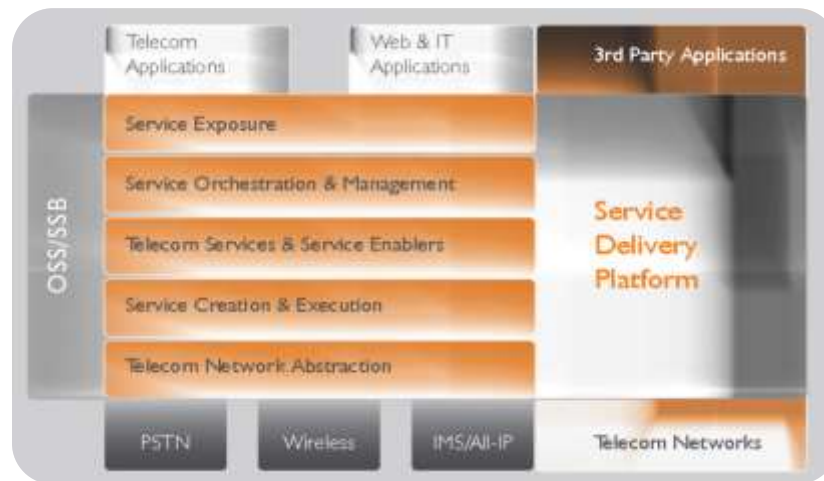 Telecom
Applications
Web & IT
Applications
3rd Party Applications
Service Exposure
Service Orchestration & Management
Telecom Services & Service Enablers
Service Creation & Execution
Telecom Network Abstraction
OSS/SSB
Service
Delivery
Platform
PSTN
Wireless
IMS/All-IP
Telecom Networks